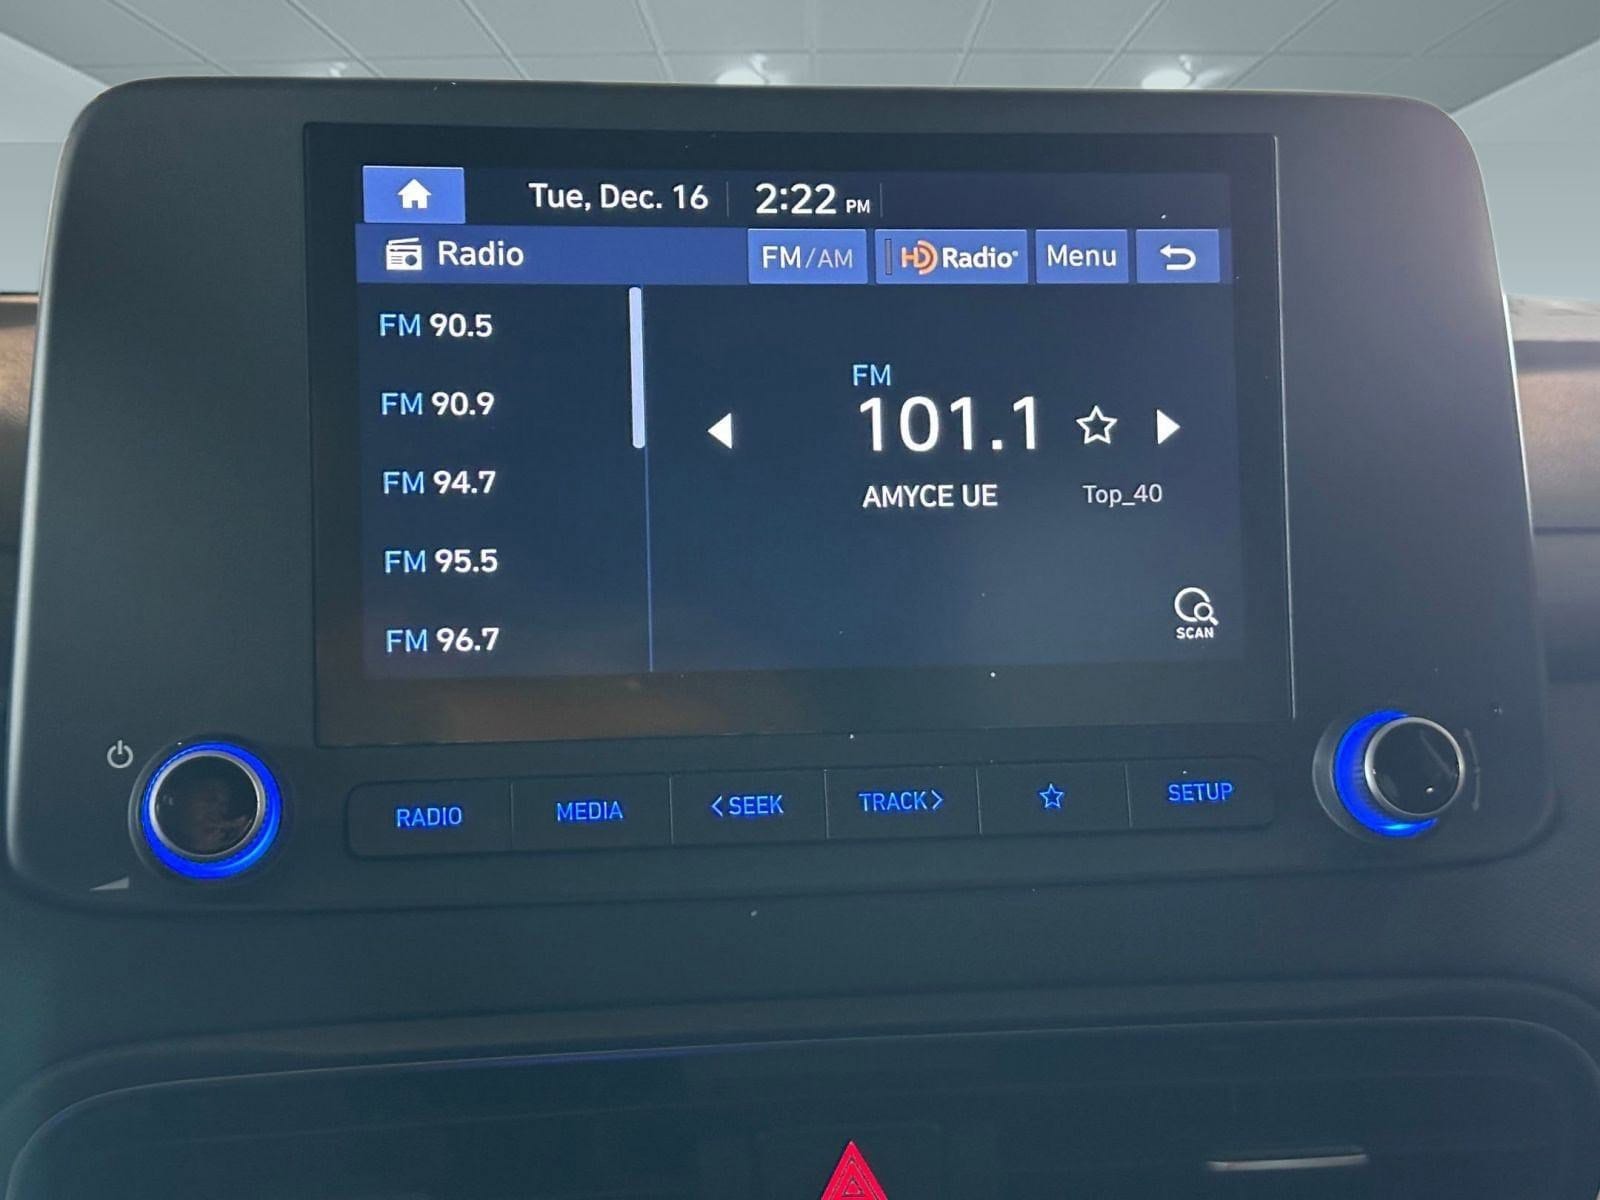 Tue, Dec. 16 2:22 PM
Radio FM/AM HD Radio® Menu
FM 90.5
FM 90.9
FM 94.7
FM 95.5
FM 96.7
FM
101.1
AMYCE UE Top_40
SCAN
RADIO MEDIA <SEEK TRACK> SETUP